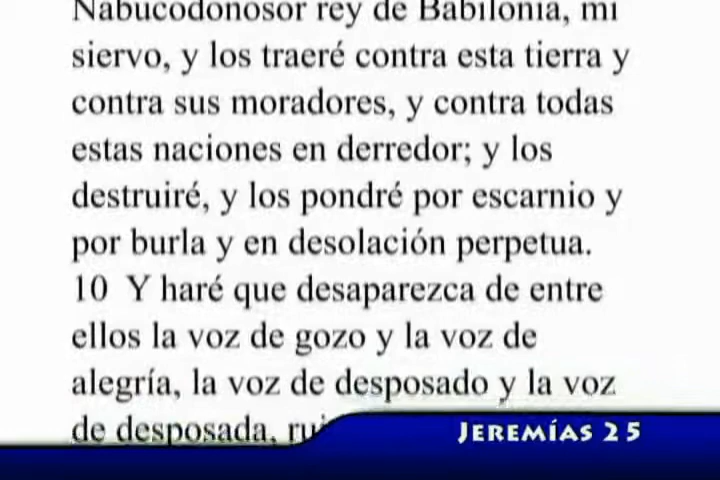 Nabucodonosor rey de Babilonia, mi
siervo, y los traeré contra esta tierra y
contra sus moradores, y contra todas
estas naciones en derredor; y los
destruiré, y los pondré por escarnio y
por burla y en desolación perpetua.
10 Y haré que desaparezca de entre
ellos la voz de gozo y la voz de
alegría, la voz de desposado y la voz
de desposada,
JEREMÍAS 25